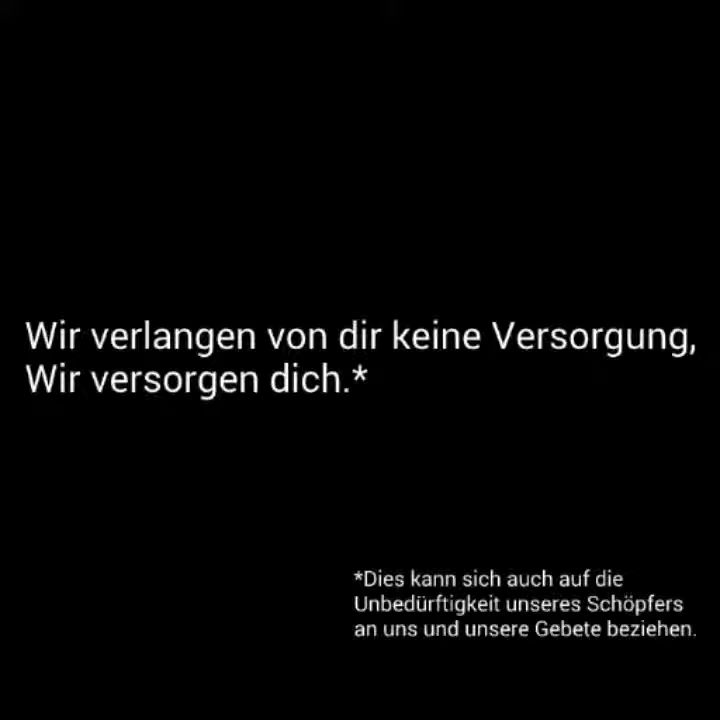 Wir verlangen von dir keine Versorgung,
Wir versorgen dich.*
*Dies kann sich auch auf die
Unbedürftigkeit unseres Schöpfers
an uns und unsere Gebete beziehen.